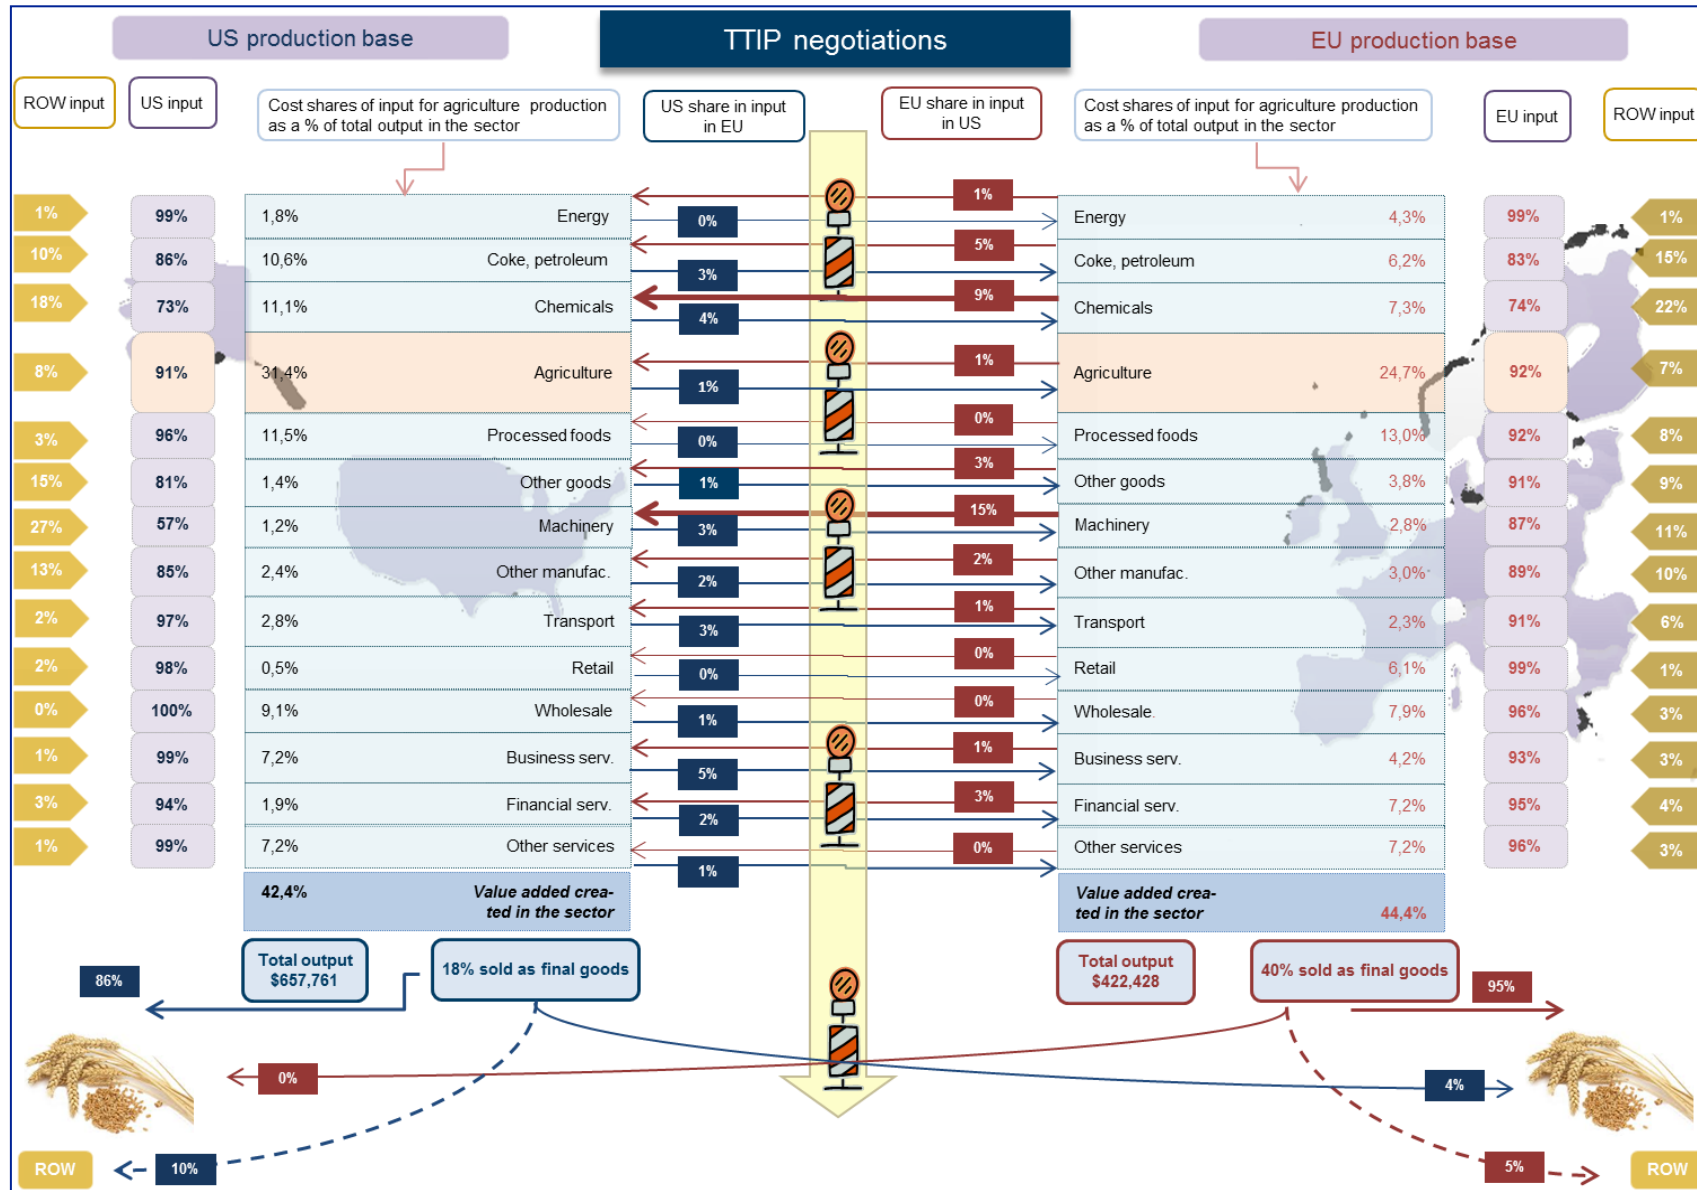 US production base
TTIP negotiations
EU production base
ROW input
US input
Cost shares of input for agriculture production
as a % of total output in the sector
US share in input
in EU
EU share in input
in US
Cost shares of input for agriculture production
as a % of total output in the sector
EU input
ROW input
1% 99% 1,8% Energy 0% 1% Energy 4,3% 99% 1%
10% 86% 10,6% Coke, petroleum 3% 5% Coke, petroleum 6,2% 83% 15%
18% 73% 11,1% Chemicals 4% 9% Chemicals 7,3% 74% 22%
8% 91% 31,4% Agriculture 1% 1% Agriculture 24,7% 92% 7%
3% 96% 11,5% Processed foods 0% 0% Processed foods 13,0% 92% 8%
15% 81% 1,4% Other goods 1% 3% Other goods 3,8% 91% 9%
27% 57% 1,2% Machinery 3% 15% Machinery 2,8% 87% 11%
13% 85% 2,4% Other manufac. 2% 2% Other manufac. 3,0% 89% 10%
2% 97% 2,8% Transport 3% 1% Transport 2,3% 91% 6%
2% 98% 0,5% Retail 0% 0% Retail 6,1% 99% 1%
0% 100% 9,1% Wholesale 1% 0% Wholesale. 7,9% 96% 3%
1% 99% 7,2% Business serv. 5% 1% Business serv. 4,2% 93% 3%
3% 94% 1,9% Financial serv. 2% 3% Financial serv. 7,2% 95% 4%
1% 99% 7,2% Other services 1% 0% Other services 7,2% 96% 3%
42,4% Value added crea-
ted in the sector
Value added crea-
ted in the sector 44,4%
Total output
$657,761
18% sold as final goods
Total output
$422,428
40% sold as final goods
86%
95%
0%
4%
ROW
10%
5%
ROW